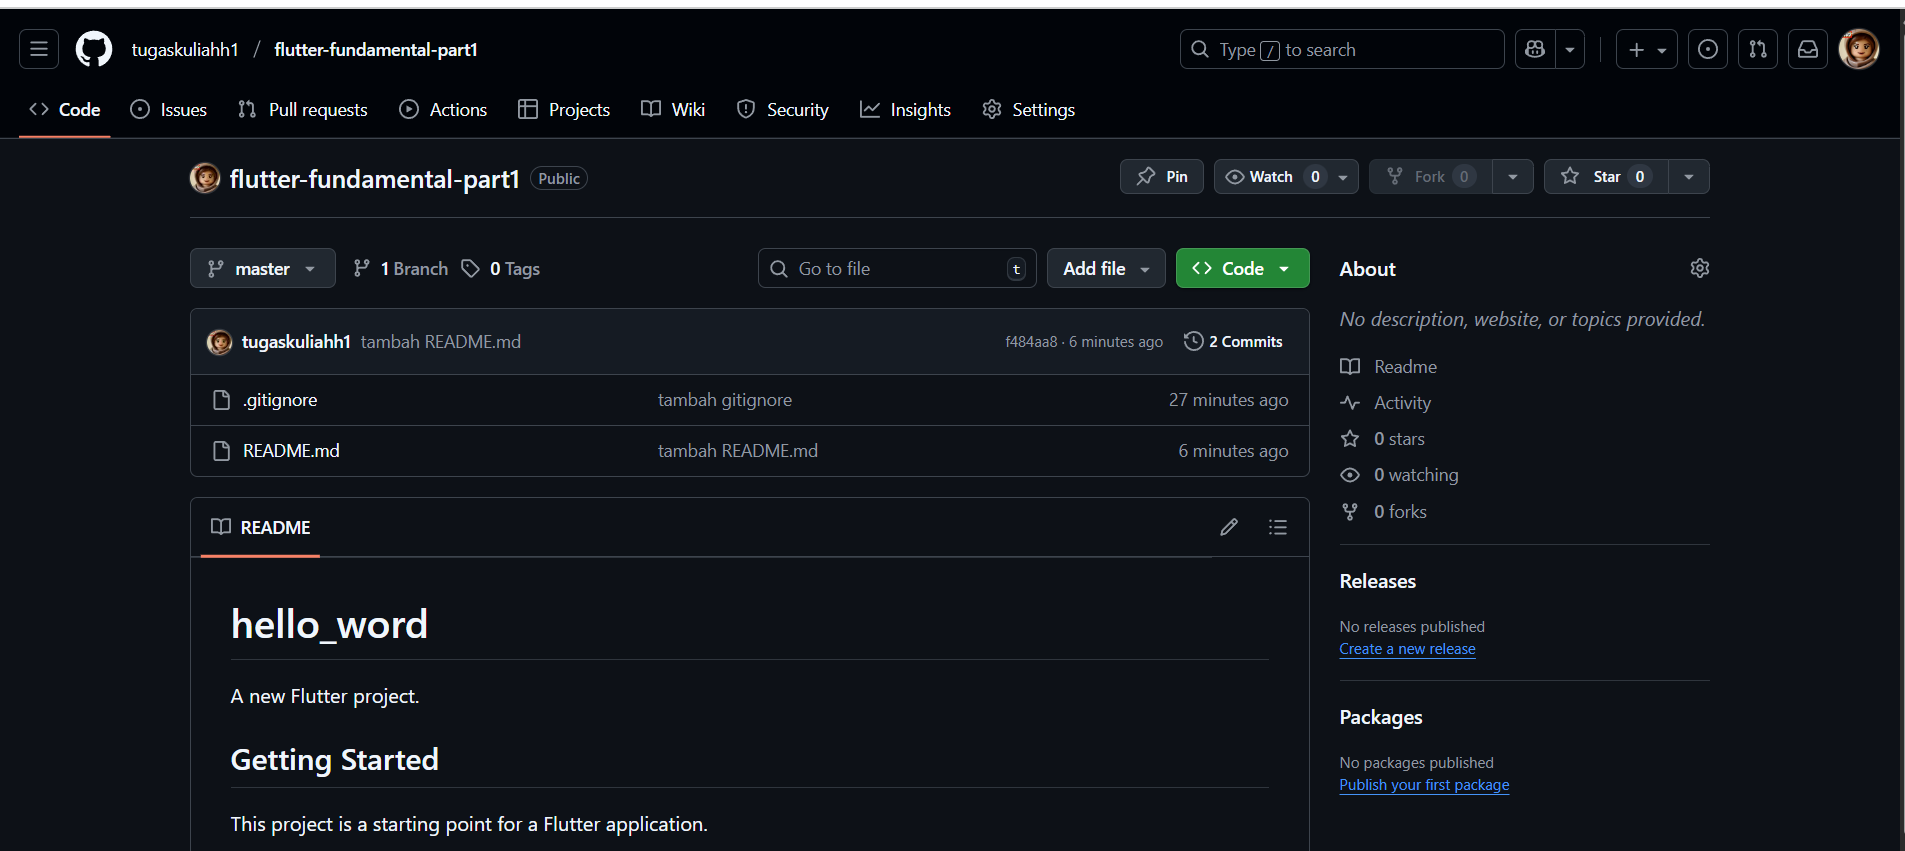 tugaskuliahh1 / flutter-fundamental-part1
Type / to search
Code Issues Pull requests Actions Projects Wiki Security Insights Settings
flutter-fundamental-part1 Public
Pin Watch 0 Fork 0 Star 0
master 1 Branch 0 Tags
Go to file t Add file Code
tugaskuliahh1 tambah README.md f484aa8 · 6 minutes ago 2 Commits
.gitignore tambah gitignore 27 minutes ago
README.md tambah README.md 6 minutes ago
README
hello_word
A new Flutter project.
Getting Started
This project is a starting point for a Flutter application.
About
No description, website, or topics provided.
Readme
Activity
0 stars
0 watching
0 forks
Releases
No releases published
Create a new release
Packages
No packages published
Publish your first package